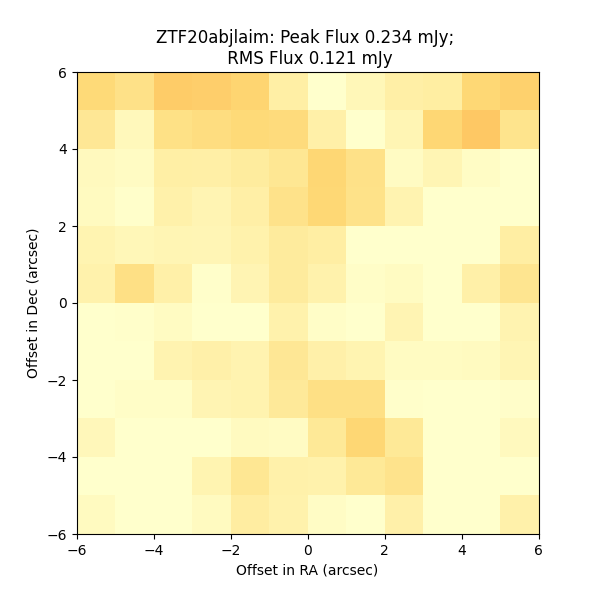 ZTF20abjlaim: Peak Flux 0.234 mJy;
RMS Flux 0.121 mJy
6
4
2
0
−2
−4
−6
Offset in Dec (arcsec)
−6 −4 −2 0 2 4 6
Offset in RA (arcsec)